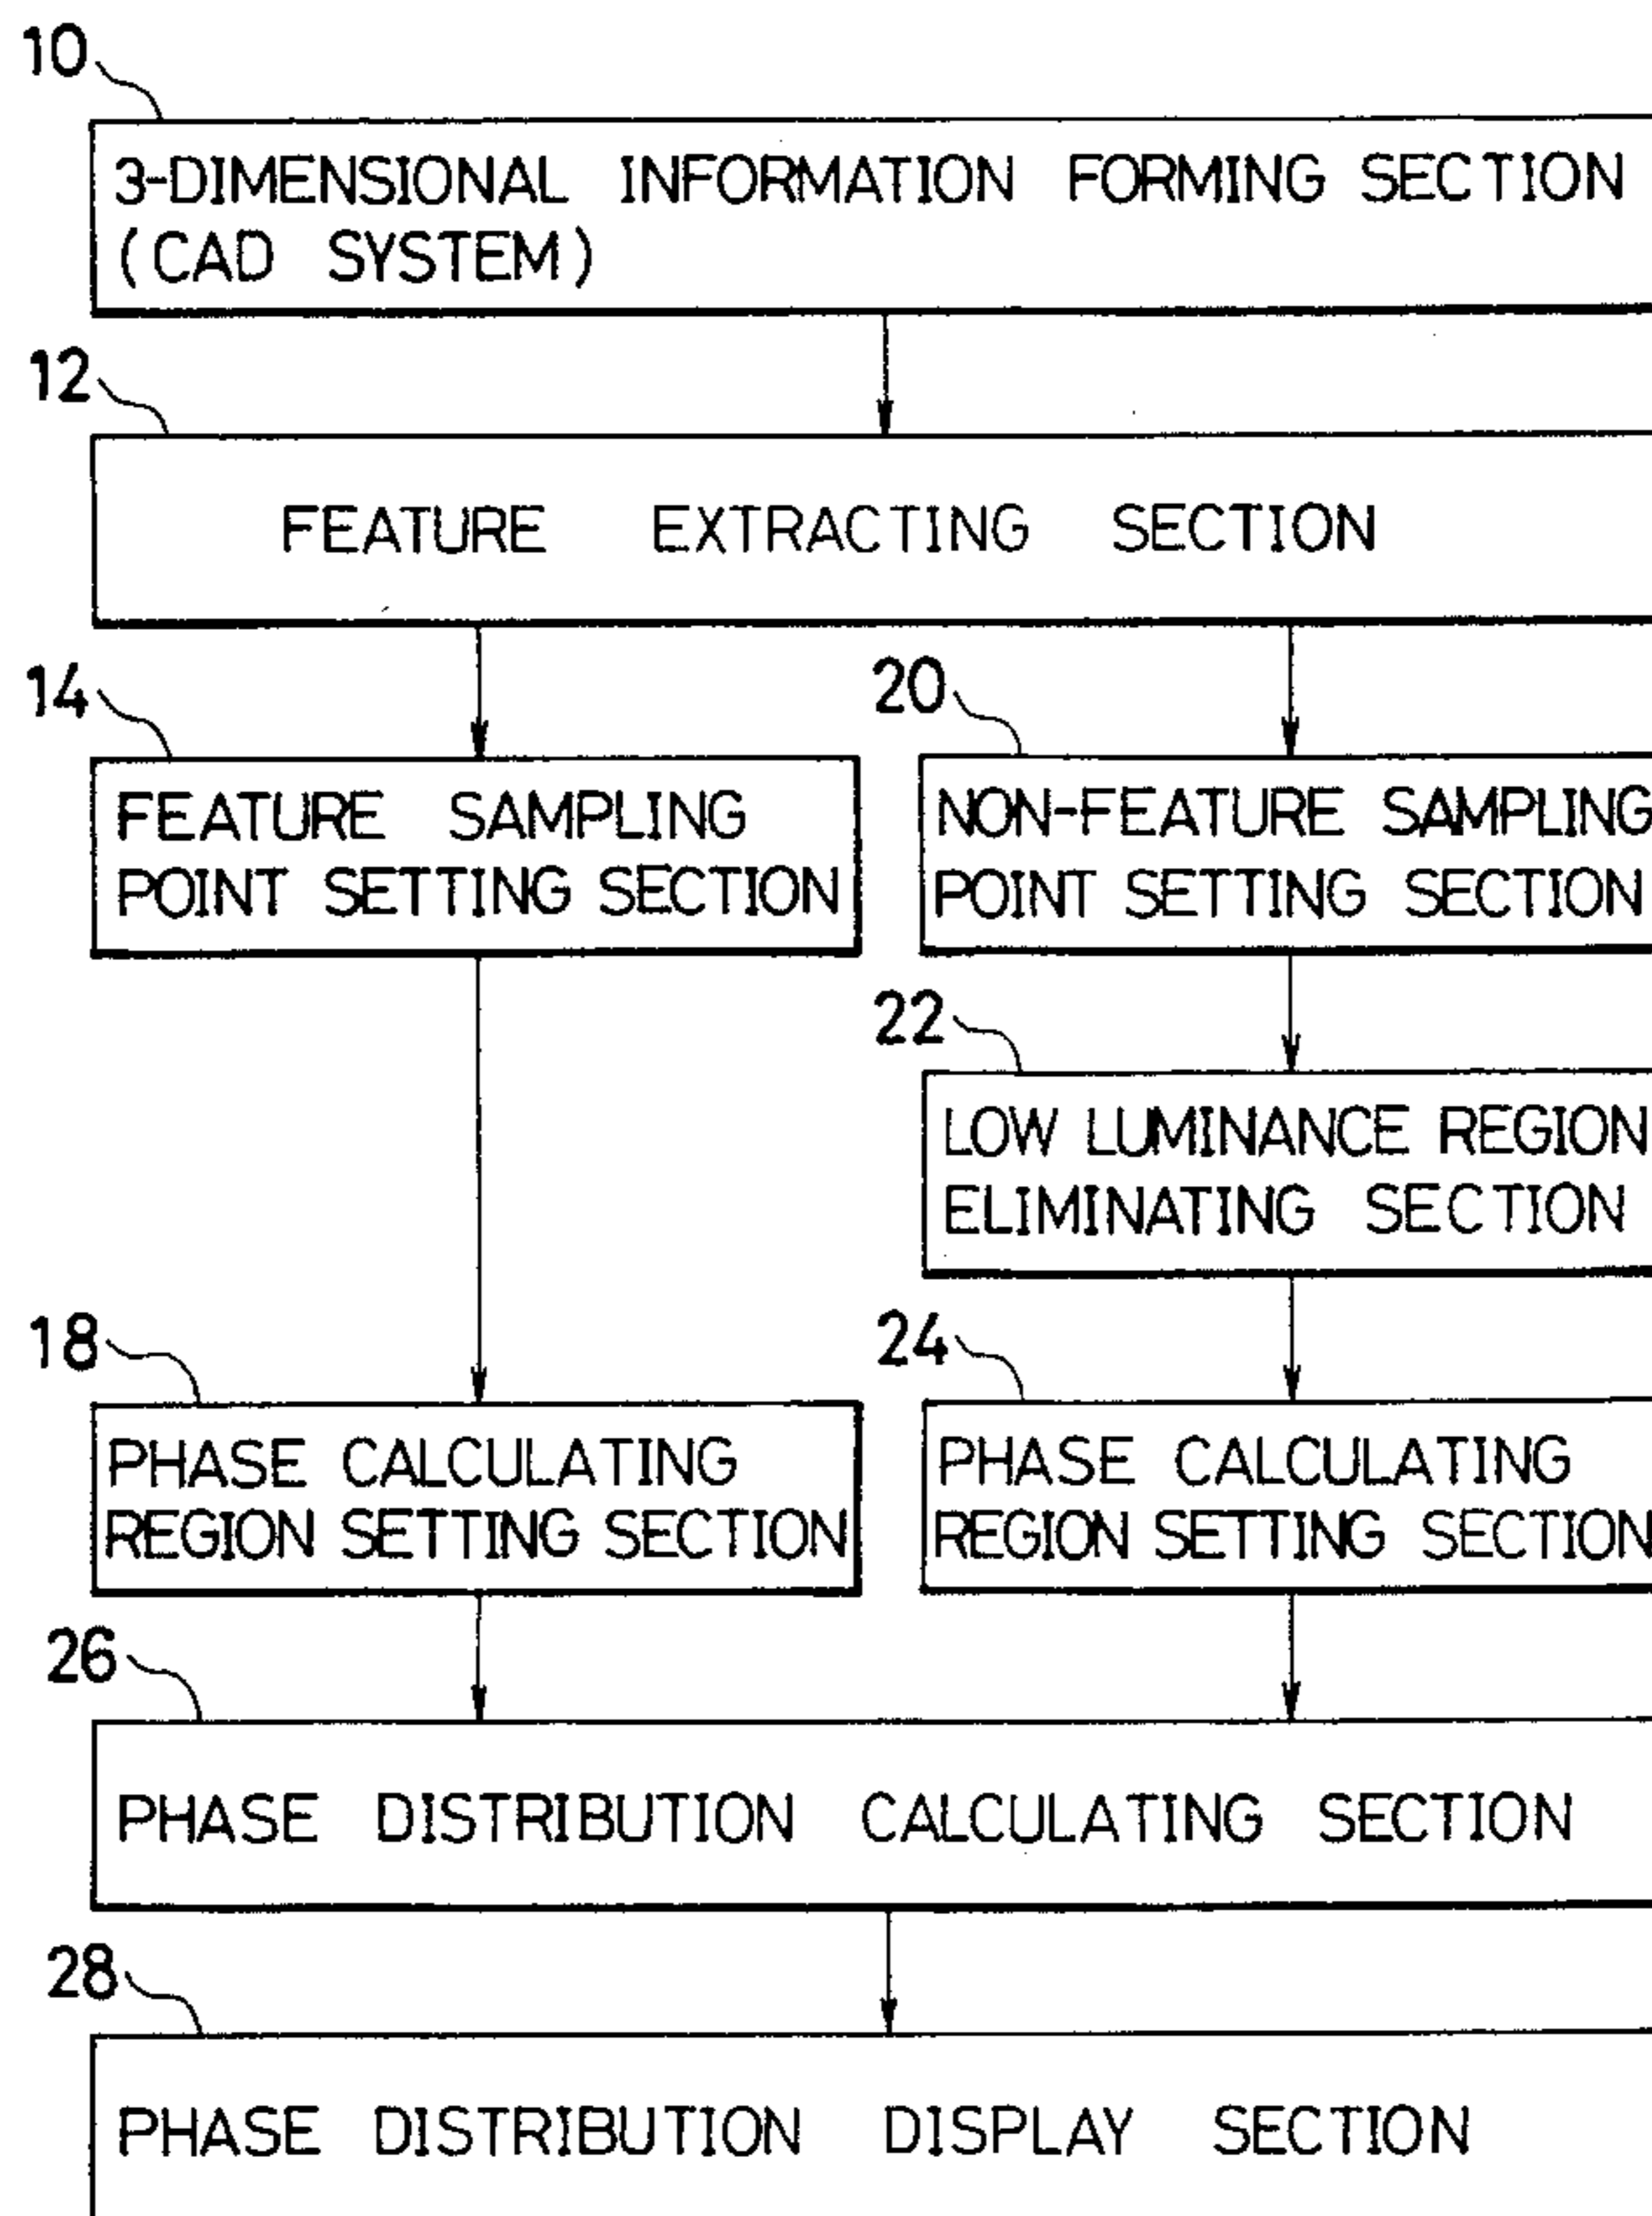 10
3-DIMENSIONAL INFORMATION FORMING SECTION
(CAD SYSTEM)
12
FEATURE EXTRACTING SECTION
14
FEATURE SAMPLING
POINT SETTING SECTION
20
NON-FEATURE SAMPLING
POINT SETTING SECTION
22
LOW LUMINANCE REGION
ELIMINATING SECTION
18
PHASE CALCULATING
REGION SETTING SECTION
24
PHASE CALCULATING
REGION SETTING SECTION
26
PHASE DISTRIBUTION CALCULATING SECTION
28
PHASE DISTRIBUTION DISPLAY SECTION